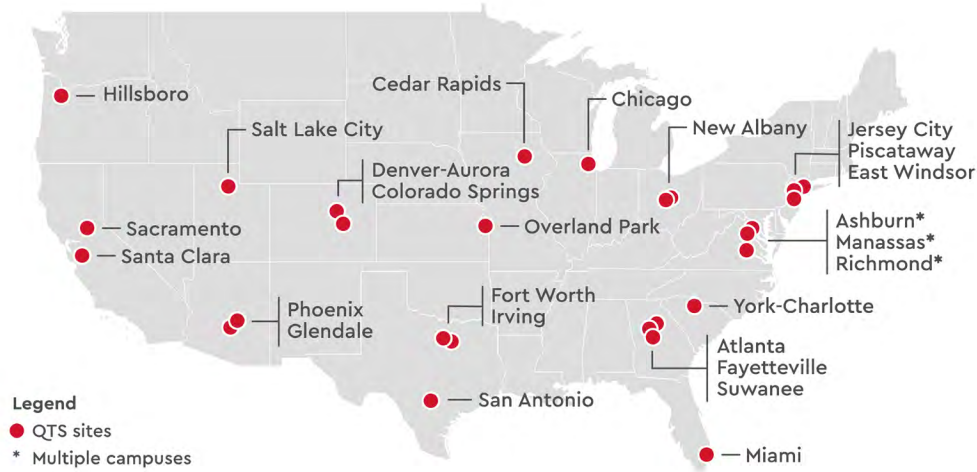 Hillsboro
Cedar Rapids
Chicago
Salt Lake City
New Albany
Jersey City
Piscataway
East Windsor
Denver-Aurora
Colorado Springs
Sacramento
Overland Park
Ashburn*
Manassas*
Richmond*
Santa Clara
Phoenix
Glendale
Fort Worth
Irving
York-Charlotte
Atlanta
Fayetteville
Suwanee
San Antonio
Miami
Legend
QTS sites
* Multiple campuses